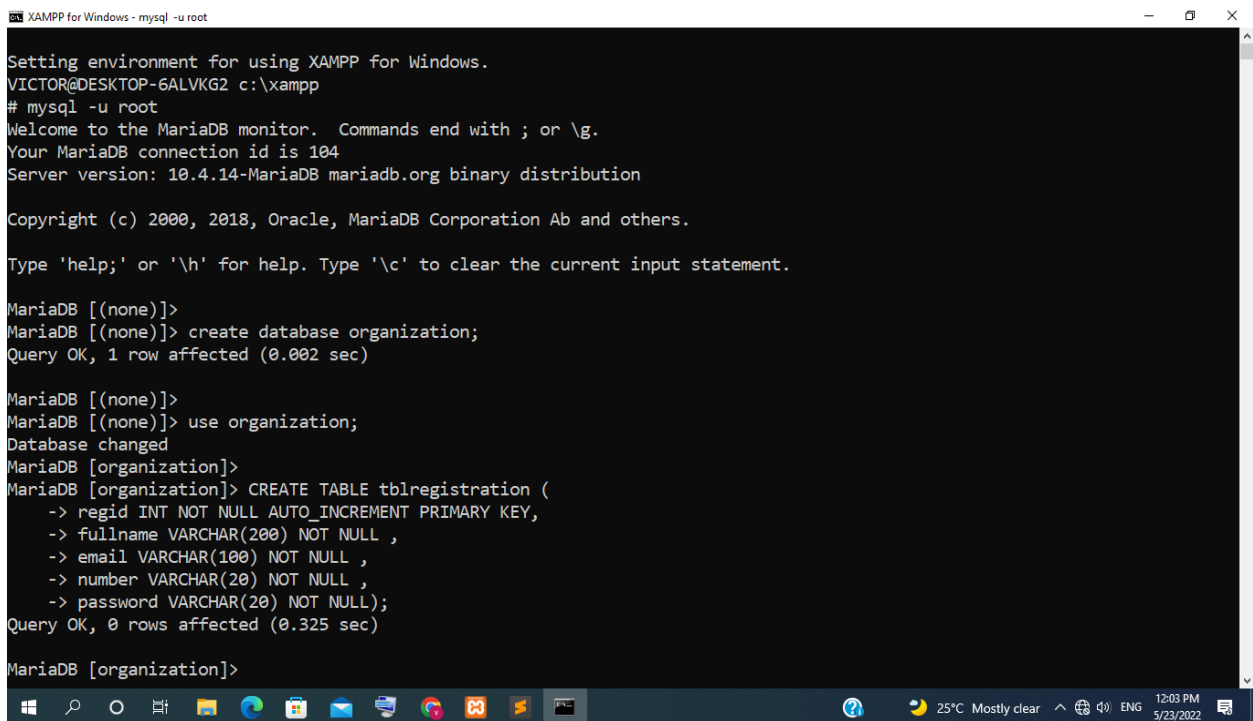 XAMPP for Windows - mysql -u root
Setting environment for using XAMPP for Windows.
VICTOR@DESKTOP-6ALVKG2 c:\xampp
# mysql -u root
Welcome to the MariaDB monitor.  Commands end with ; or \g.
Your MariaDB connection id is 104
Server version: 10.4.14-MariaDB mariadb.org binary distribution
Copyright (c) 2000, 2018, Oracle, MariaDB Corporation Ab and others.
Type 'help;' or '\h' for help. Type '\c' to clear the current input statement.
MariaDB [(none)]>
MariaDB [(none)]> create database organization;
Query OK, 1 row affected (0.002 sec)
MariaDB [(none)]>
MariaDB [(none)]> use organization;
Database changed
MariaDB [organization]>
MariaDB [organization]> CREATE TABLE tblregistration (
    -> regid INT NOT NULL AUTO_INCREMENT PRIMARY KEY,
    -> fullname VARCHAR(200) NOT NULL ,
    -> email VARCHAR(100) NOT NULL ,
    -> number VARCHAR(20) NOT NULL ,
    -> password VARCHAR(20) NOT NULL);
Query OK, 0 rows affected (0.325 sec)
MariaDB [organization]>
25°C Mostly clear
ENG
12:03 PM
5/23/2022